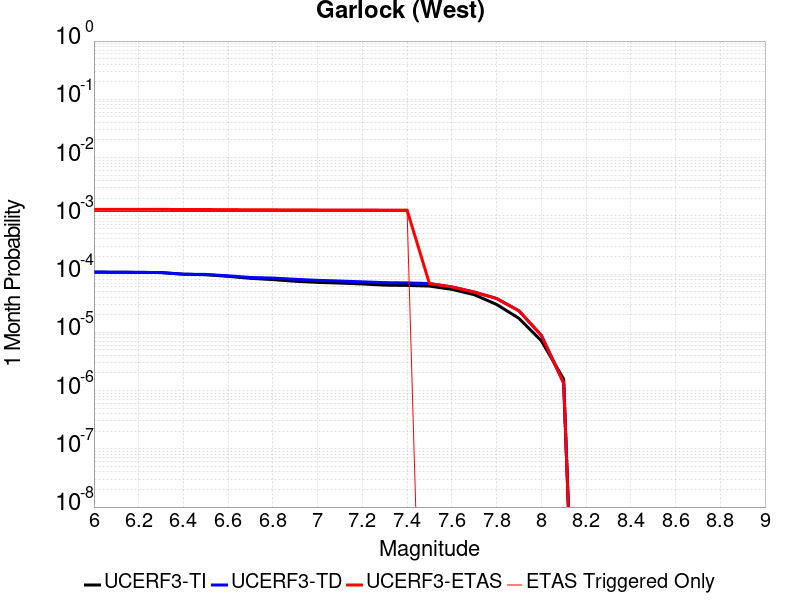 Garlock (West)
10^0
10^-1
10^-2
10^-3
10^-4
10^-5
10^-6
10^-7
10^-8
1 Month Probability
6 6.2 6.4 6.6 6.8 7 7.2 7.4 7.6 7.8 8 8.2 8.4 8.6 8.8 9
Magnitude
UCERF3-TI UCERF3-TD UCERF3-ETAS ETAS Triggered Only